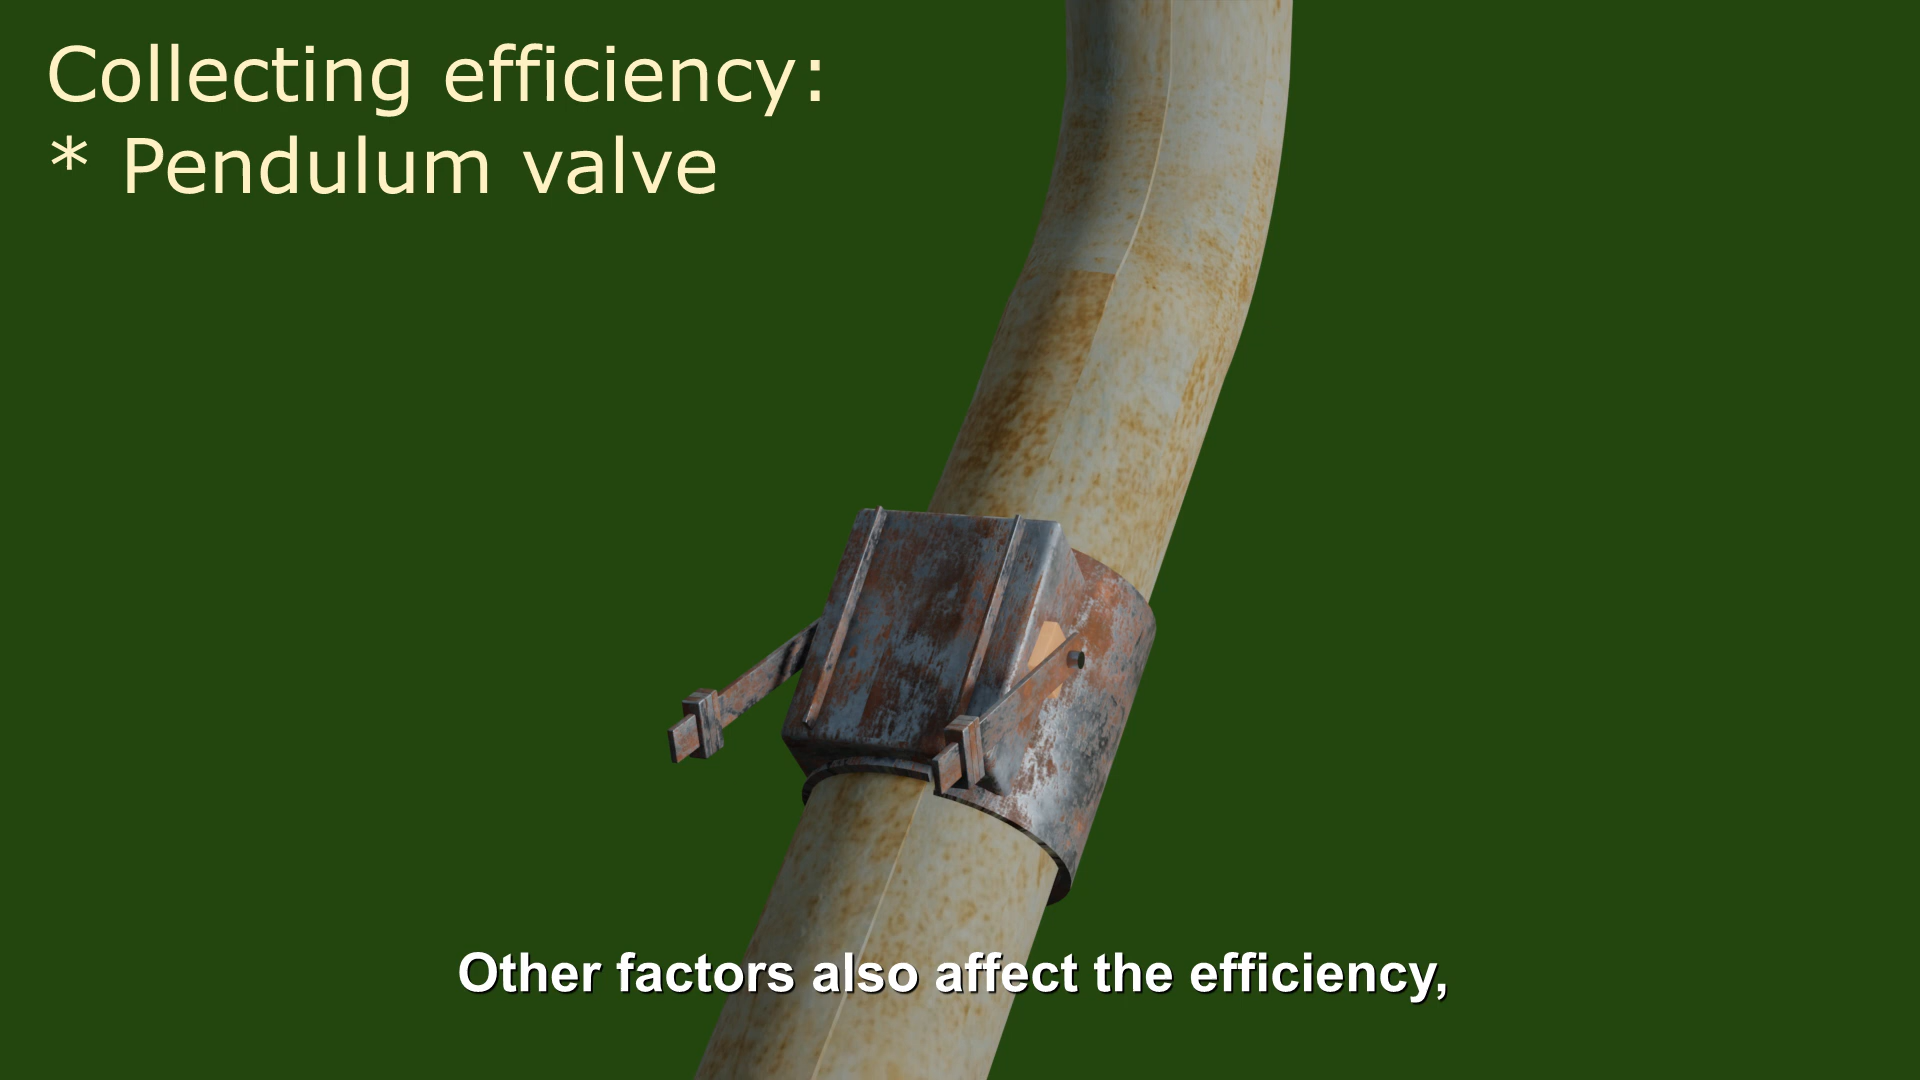 Collecting efficiency:
* Pendulum valve
Other factors also affect the efficiency,